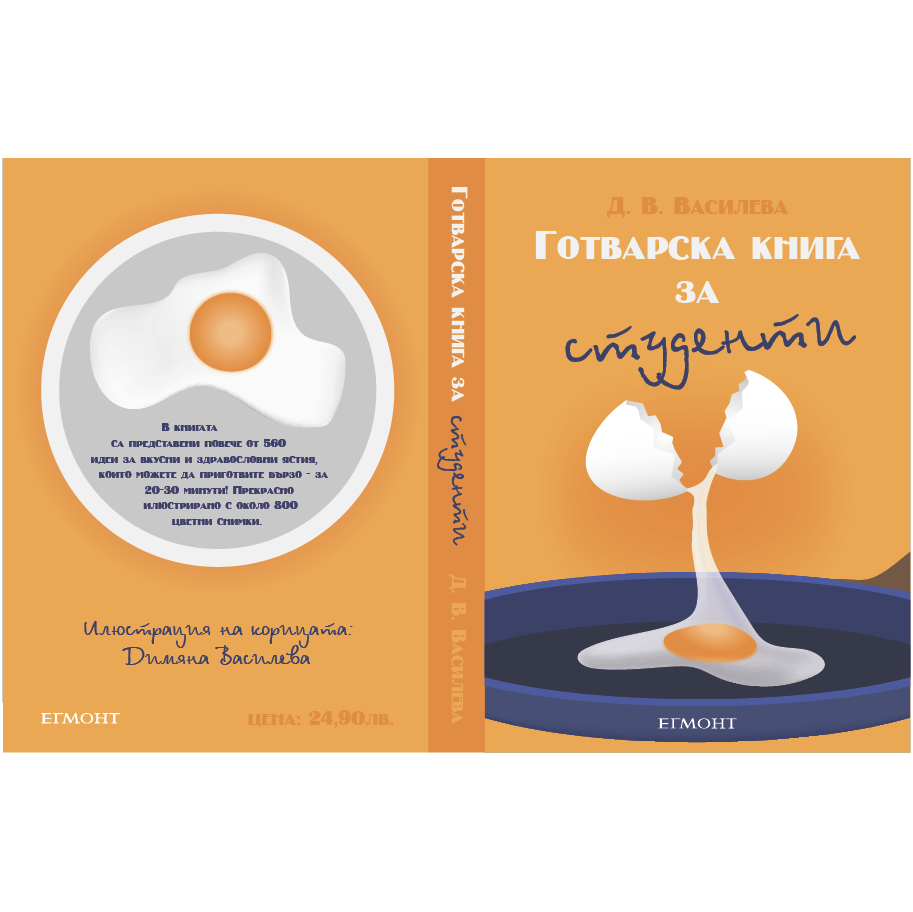 В книгата
са представени повече от 560
идеи за вкусни и здравословни ястия,
които можете да приготвите бързо - за
20-30 минути! Прекрасно
илюстрирано с около 800
цветни снимки.
Илюстрация на корицата:
Димяна Василева
ЕГМОНТ
цена: 24,90лв.
Готварска книга за студенти Д. В. Василева
Д. В. Василева
Готварска книга
за
студенти
ЕГМОНТ